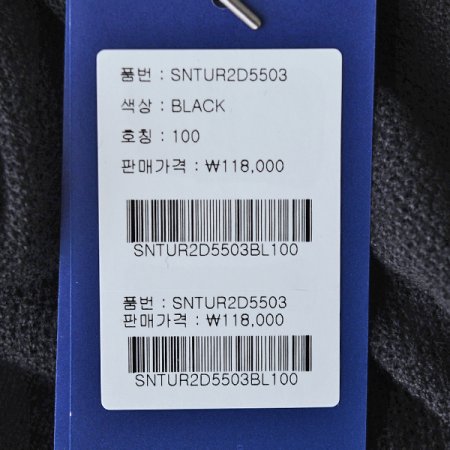 품번 : SNTUR2D5503
색상 : BLACK
호칭 : 100
판매가격 : ₩118,000
SNTUR2D5503BL100
품번 : SNTUR2D5503
판매가격 : ₩118,000
SNTUR2D5503BL100